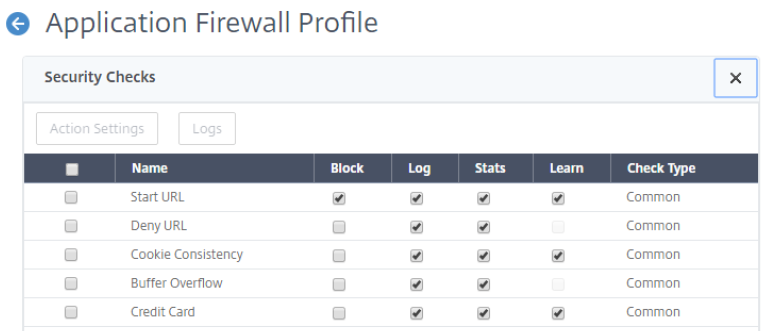 Application Firewall Profile
Security Checks
Action Settings Logs
Name Block Log Stats Learn Check Type
Start URL Common
Deny URL Common
Cookie Consistency Common
Buffer Overflow Common
Credit Card Common